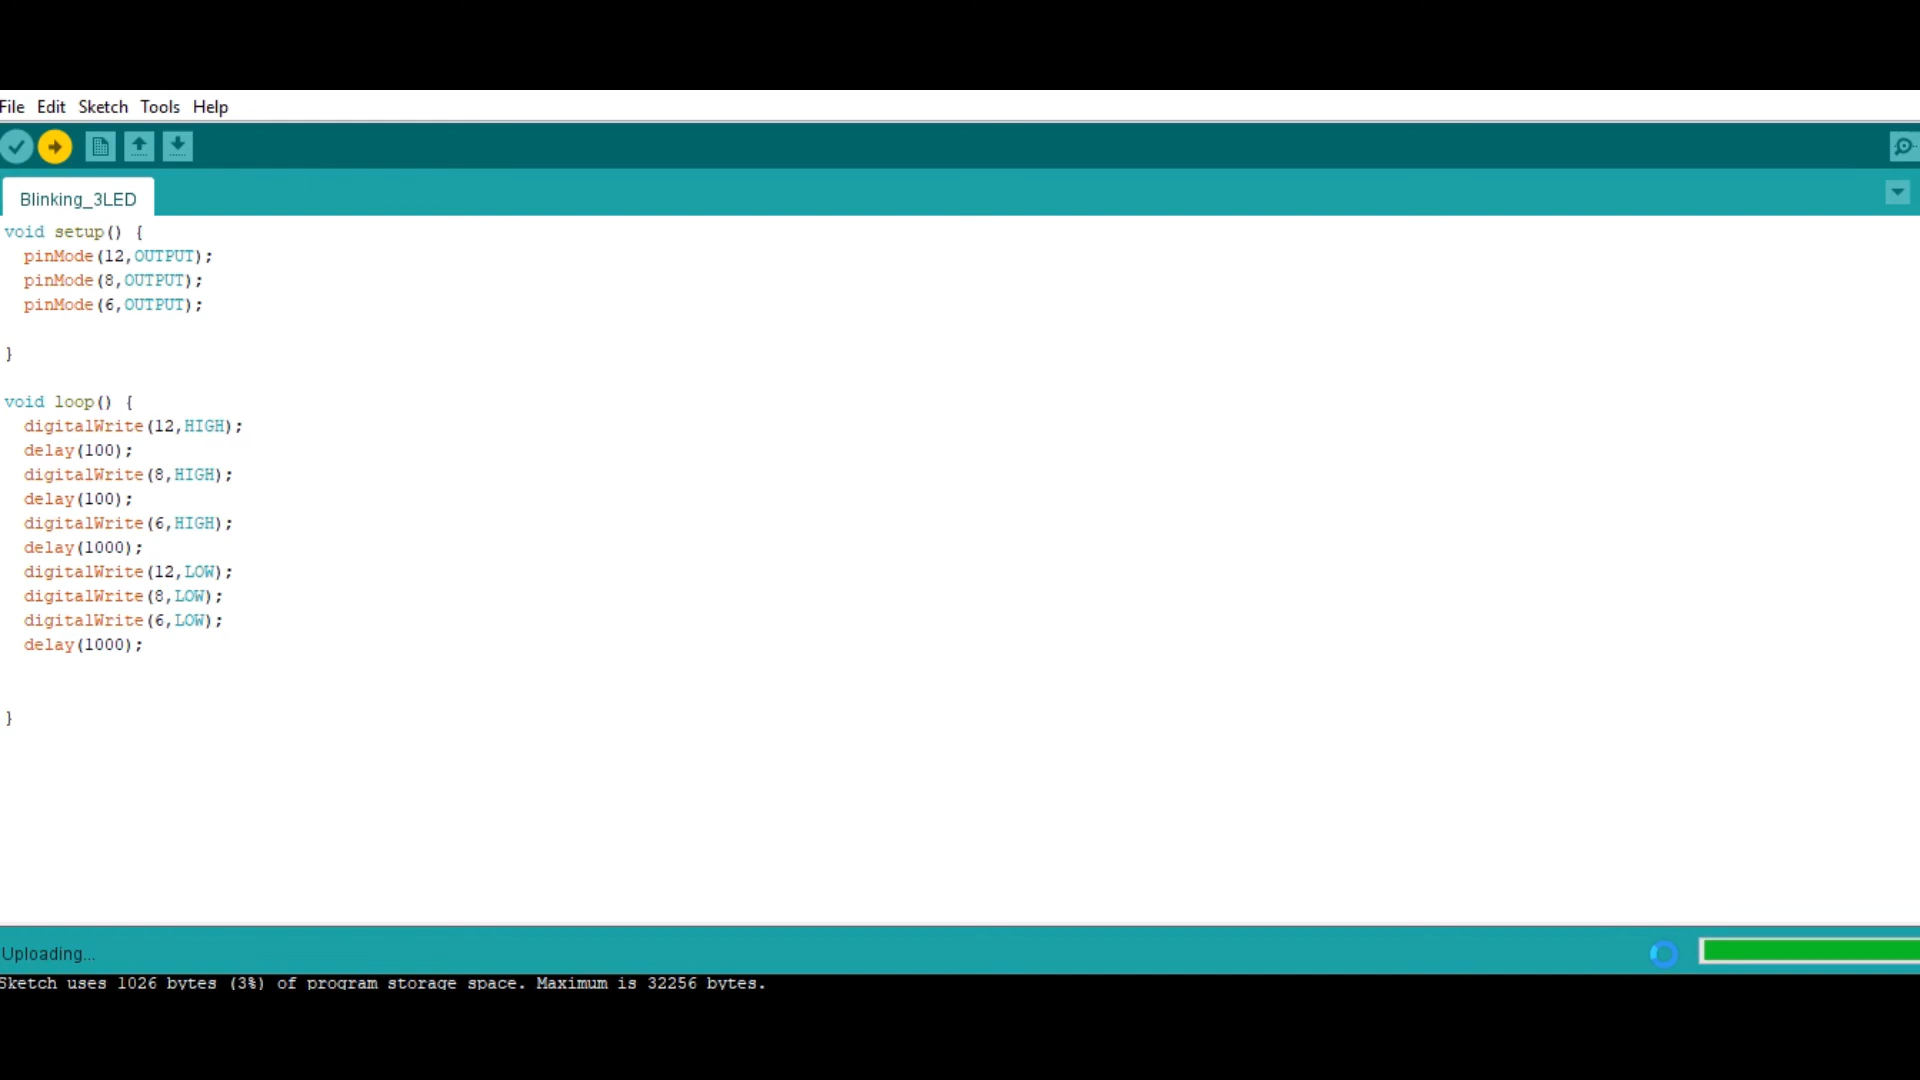 File Edit Sketch Tools Help
Blinking_3LED
void setup() {
pinMode(12,OUTPUT);
pinMode(8,OUTPUT);
pinMode(6,OUTPUT);
}
void loop() {
digitalWrite(12,HIGH);
delay(100);
digitalWrite(8,HIGH);
delay(100);
digitalWrite(6,HIGH);
delay(1000);
digitalWrite(12,LOW);
digitalWrite(8,LOW);
digitalWrite(6,LOW);
delay(1000);
}
Uploading...
Sketch uses 1026 bytes (3%) of program storage space. Maximum is 32256 bytes.